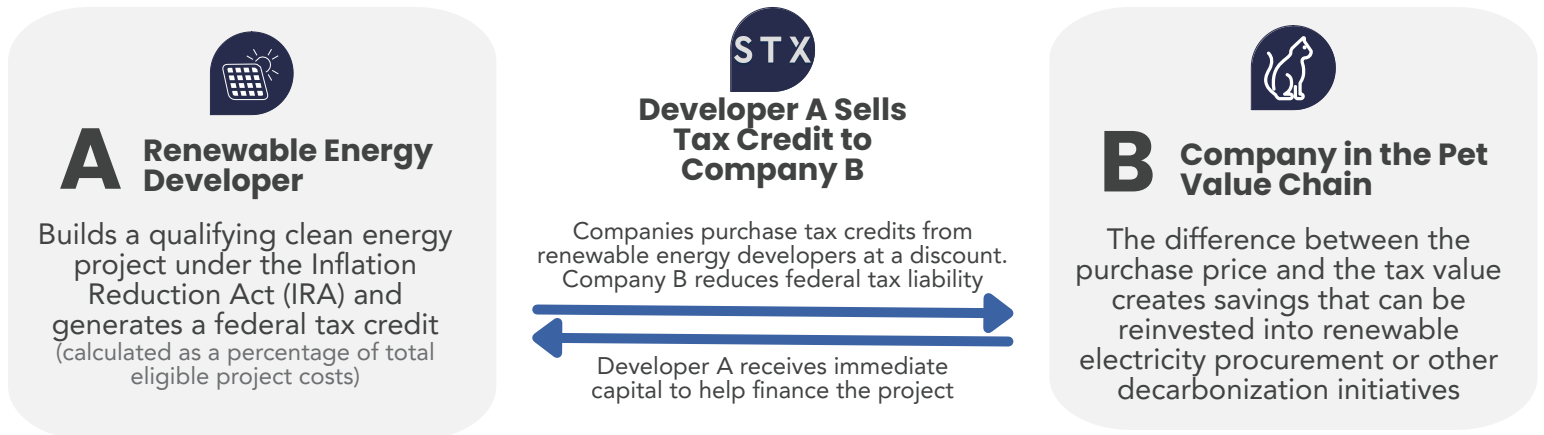 A
Renewable Energy
Developer
Builds a qualifying clean energy
project under the Inflation
Reduction Act (IRA) and
generates a federal tax credit
(calculated as a percentage of total
eligible project costs)
STX
Developer A Sells
Tax Credit to
Company B
Companies purchase tax credits from
renewable energy developers at a discount.
Company B reduces federal tax liability
Developer A receives immediate
capital to help finance the project
B
Company in the Pet
Value Chain
The difference between the
purchase price and the tax value
creates savings that can be
reinvested into renewable
electricity procurement or other
decarbonization initiatives